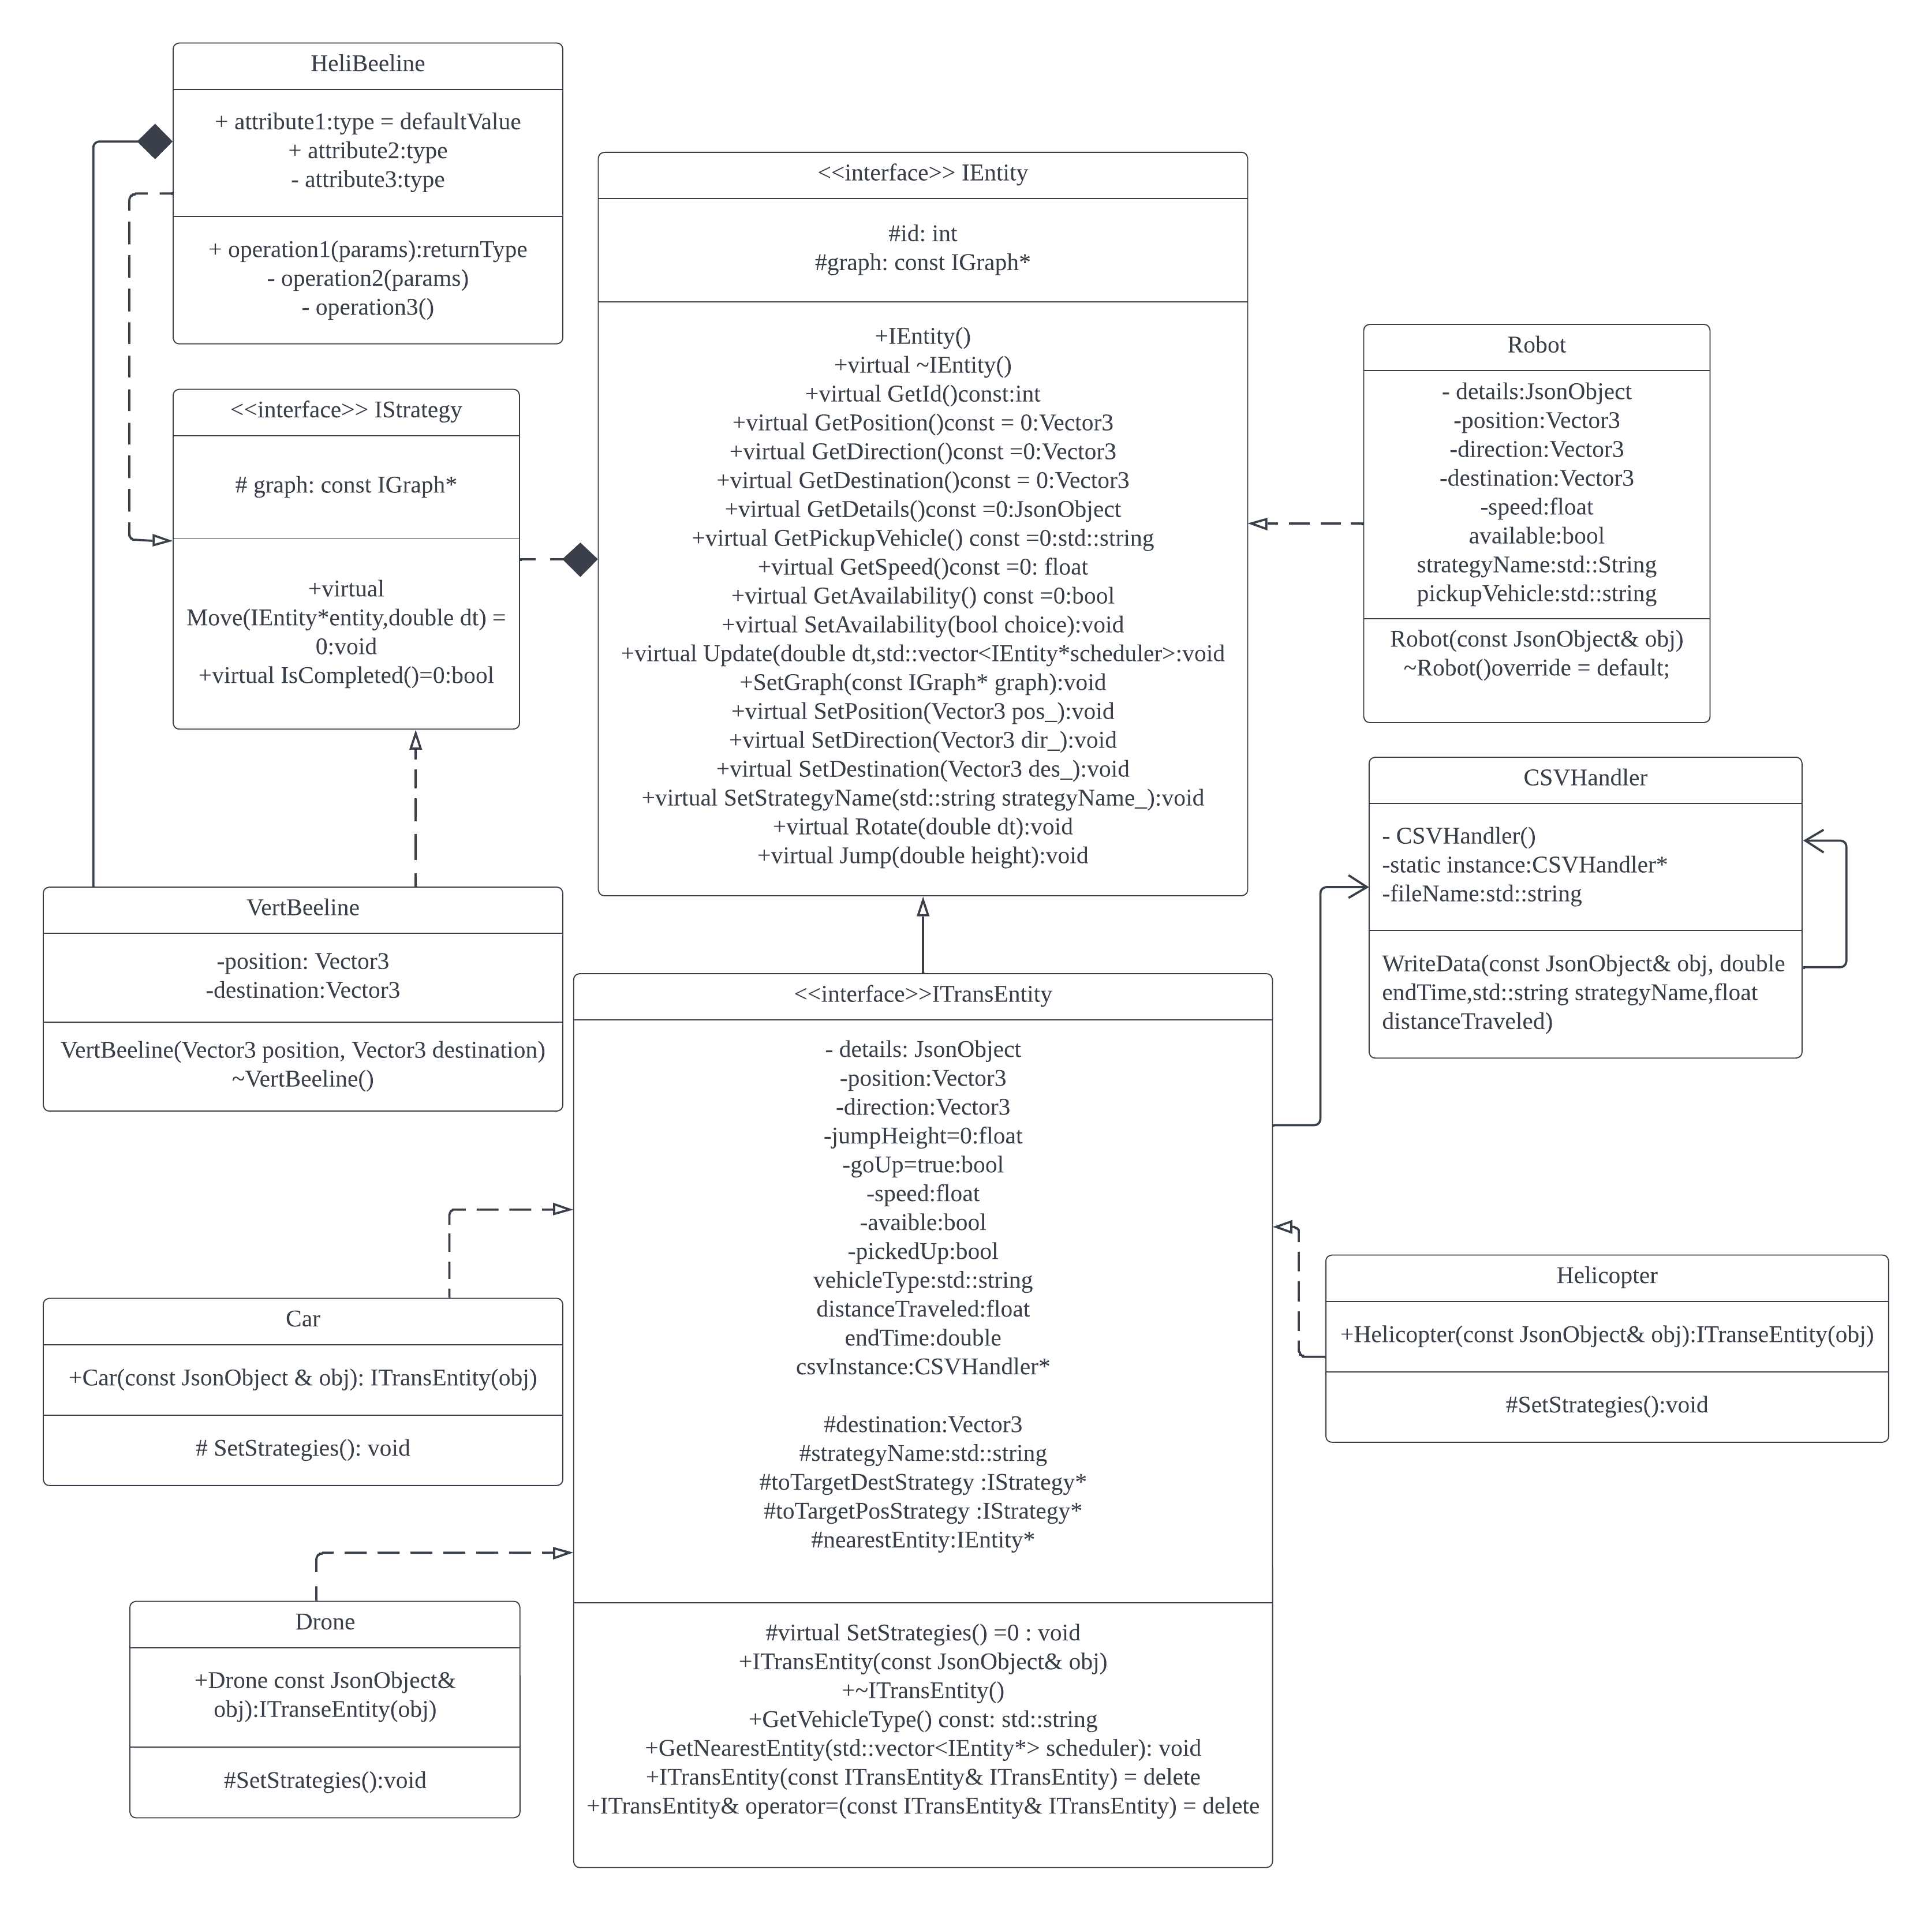 HeliBeeline
+ attribute1:type = defaultValue
+ attribute2:type
- attribute3:type
+ operation1(params):returnType
- operation2(params)
- operation3()
<<interface>> IStrategy
# graph: const IGraph*
+virtual
Move(IEntity*entity,double dt) =
0:void
+virtual IsCompleted()=0:bool
<<interface>> IEntity
#id: int
#graph: const IGraph*
+IEntity()
+virtual ~IEntity()
+virtual GetId()const:int
+virtual GetPosition()const = 0:Vector3
+virtual GetDirection()const =0:Vector3
+virtual GetDestination()const = 0:Vector3
+virtual GetDetails()const =0:JsonObject
+virtual GetPickupVehicle() const =0:std::string
+virtual GetSpeed()const =0: float
+virtual GetAvailability() const =0:bool
+virtual SetAvailability(bool choice):void
+virtual Update(double dt,std::vector<IEntity*scheduler>:void
+SetGraph(const IGraph* graph):void
+virtual SetPosition(Vector3 pos_):void
+virtual SetDirection(Vector3 dir_):void
+virtual SetDestination(Vector3 des_):void
+virtual SetStrategyName(std::string strategyName_):void
+virtual Rotate(double dt):void
+virtual Jump(double height):void
Robot
- details:JsonObject
-position:Vector3
-direction:Vector3
-destination:Vector3
-speed:float
available:bool
strategyName:std::String
pickupVehicle:std::string
Robot(const JsonObject& obj)
~Robot()override = default;
CSVHandler
- CSVHandler()
-static instance:CSVHandler*
-fileName:std::string
WriteData(const JsonObject& obj, double
endTime,std::string strategyName,float
distanceTraveled)
VertBeeline
-position: Vector3
-destination:Vector3
VertBeeline(Vector3 position, Vector3 destination)
~VertBeeline()
<<interface>>ITransEntity
- details: JsonObject
-position:Vector3
-direction:Vector3
-jumpHeight=0:float
-goUp=true:bool
-speed:float
-avaible:bool
-pickedUp:bool
vehicleType:std::string
distanceTraveled:float
endTime:double
csvInstance:CSVHandler*
#destination:Vector3
#strategyName:std::string
#toTargetDestStrategy :IStrategy*
#toTargetPosStrategy :IStrategy*
#nearestEntity:IEntity*
#virtual SetStrategies() =0 : void
+ITransEntity(const JsonObject& obj)
+~ITransEntity()
+GetVehicleType() const: std::string
+GetNearestEntity(std::vector<IEntity*> scheduler): void
+ITransEntity(const ITransEntity& ITransEntity) = delete
+ITransEntity& operator=(const ITransEntity& ITransEntity) = delete
Car
+Car(const JsonObject & obj): ITransEntity(obj)
# SetStrategies(): void
Helicopter
+Helicopter(const JsonObject& obj):ITranseEntity(obj)
#SetStrategies():void
Drone
+Drone const JsonObject&
obj):ITranseEntity(obj)
#SetStrategies():void